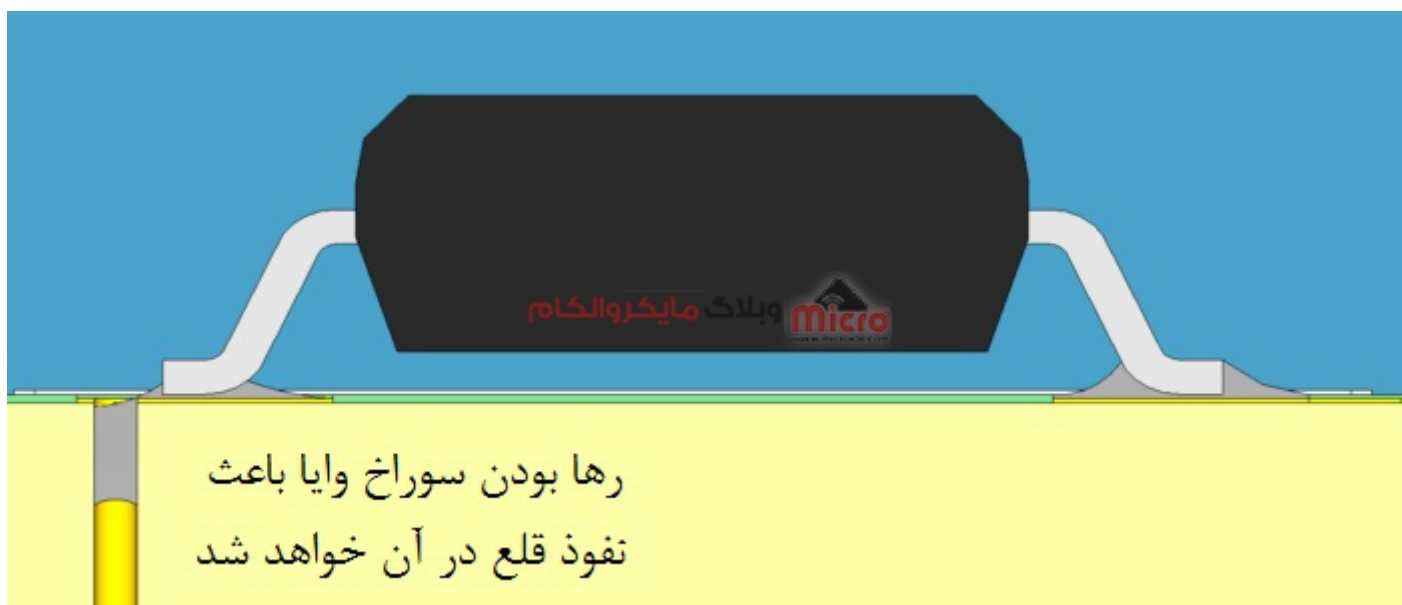 وبلاگ مایکروالکام
Micro
رها بودن سوراخ وایا باعث
نفوذ قلع در آن خواهد شد